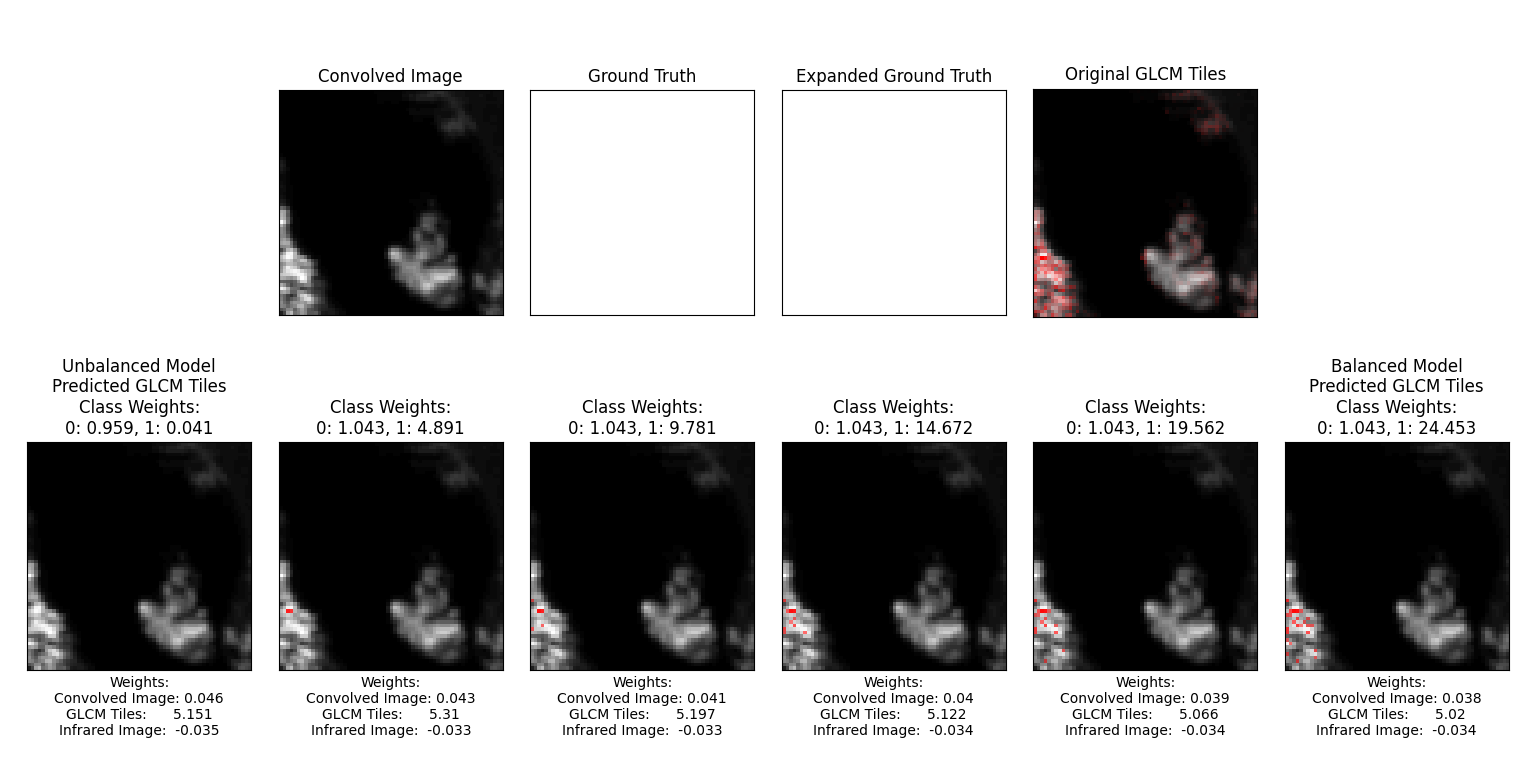 Convolved Image
Ground Truth
Expanded Ground Truth
Original GLCM Tiles
Unbalanced Model
Predicted GLCM Tiles
Class Weights:
0: 0.959, 1: 0.041
Class Weights:
0: 1.043, 1: 4.891
Class Weights:
0: 1.043, 1: 9.781
Class Weights:
0: 1.043, 1: 14.672
Class Weights:
0: 1.043, 1: 19.562
Balanced Model
Predicted GLCM Tiles
Class Weights:
0: 1.043, 1: 24.453
Weights:
Convolved Image: 0.046
GLCM Tiles: 5.151
Infrared Image: -0.035
Weights:
Convolved Image: 0.043
GLCM Tiles: 5.31
Infrared Image: -0.033
Weights:
Convolved Image: 0.041
GLCM Tiles: 5.197
Infrared Image: -0.033
Weights:
Convolved Image: 0.04
GLCM Tiles: 5.122
Infrared Image: -0.034
Weights:
Convolved Image: 0.039
GLCM Tiles: 5.066
Infrared Image: -0.034
Weights:
Convolved Image: 0.038
GLCM Tiles: 5.02
Infrared Image: -0.034